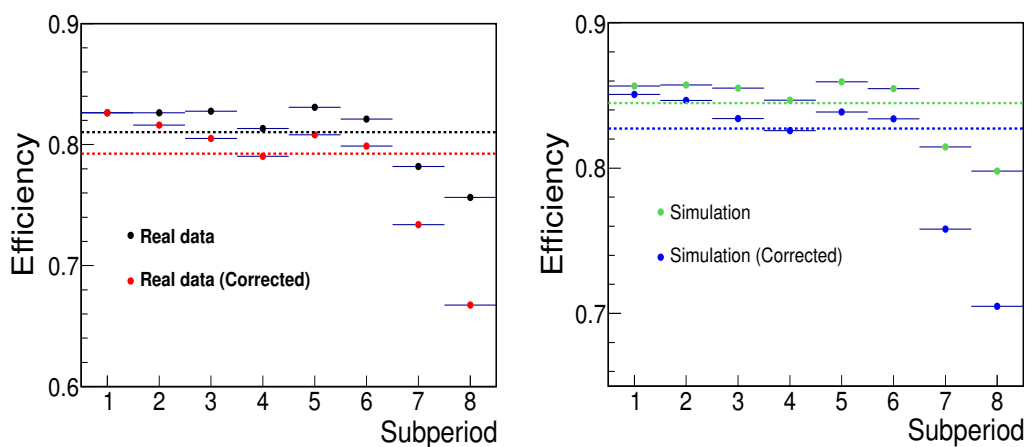 0.9
0.8
0.7
0.6
Efficiency
Real data
Real data (Corrected)
1 2 3 4 5 6 7 8
Subperiod
0.9
0.8
0.7
Efficiency
Simulation
Simulation (Corrected)
1 2 3 4 5 6 7 8
Subperiod